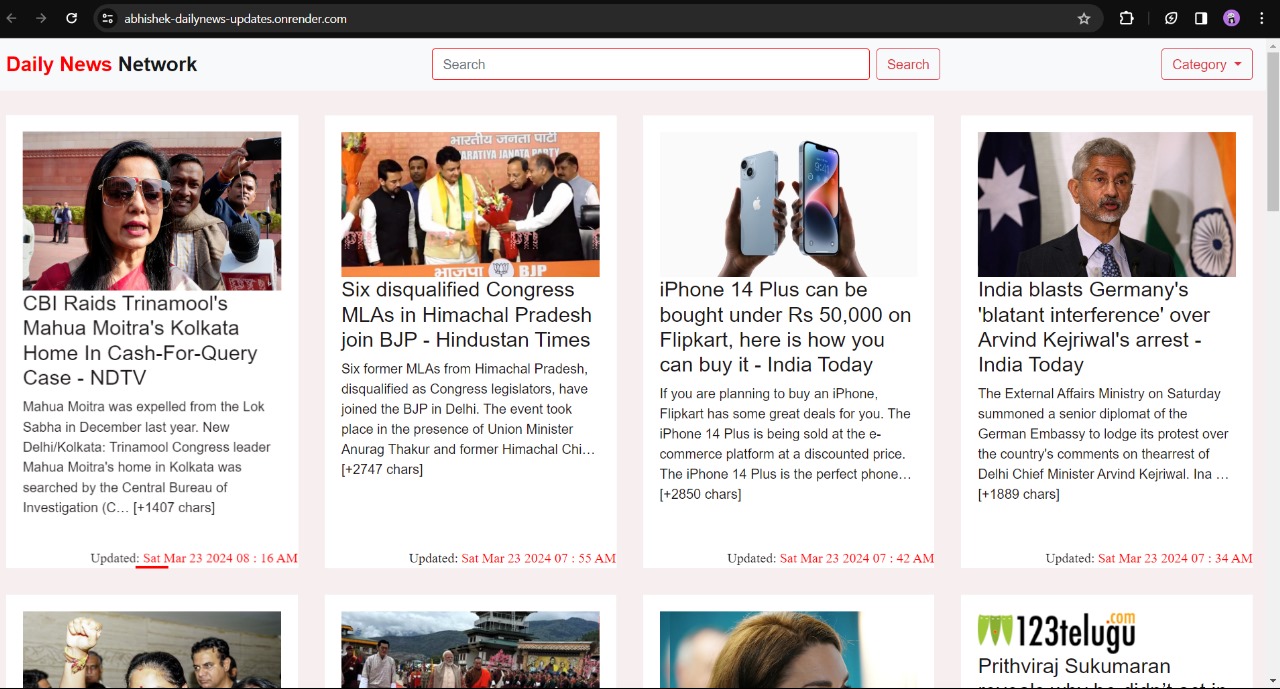 abhishek-dailynews-updates.onrender.com
Daily News Network
Search
Search
Category
CBI Raids Trinamool's
Mahua Moitra's Kolkata
Home In Cash-For-Query
Case - NDTV
Mahua Moitra was expelled from the Lok
Sabha in December last year. New
Delhi/Kolkata: Trinamool Congress leader
Mahua Moitra's home in Kolkata was
searched by the Central Bureau of
Investigation (C… [+1407 chars]
Updated: Sat Mar 23 2024 08 : 16 AM
भारतीय जनता पार्टी
ARATIYA JANATA PARTY
भाजपा BJP
Six disqualified Congress
MLAs in Himachal Pradesh
join BJP - Hindustan Times
Six former MLAs from Himachal Pradesh,
disqualified as Congress legislators, have
joined the BJP in Delhi. The event took
place in the presence of Union Minister
Anurag Thakur and former Himachal Chi…
[+2747 chars]
Updated: Sat Mar 23 2024 07 : 55 AM
iPhone 14 Plus can be
bought under Rs 50,000 on
Flipkart, here is how you
can buy it - India Today
If you are planning to buy an iPhone,
Flipkart has some great deals for you. The
iPhone 14 Plus is being sold at the e-
commerce platform at a discounted price.
The iPhone 14 Plus is the perfect phone…
[+2850 chars]
Updated: Sat Mar 23 2024 07 : 42 AM
India blasts Germany's
'blatant interference' over
Arvind Kejriwal's arrest -
India Today
The External Affairs Ministry on Saturday
summoned a senior diplomat of the
German Embassy to lodge its protest over
the country's comments on thearrest of
Delhi Chief Minister Arvind Kejriwal. Ina …
[+1889 chars]
Updated: Sat Mar 23 2024 07 : 34 AM
123telugu.com
Prithviraj Sukumaran
reveals why he didn't act in